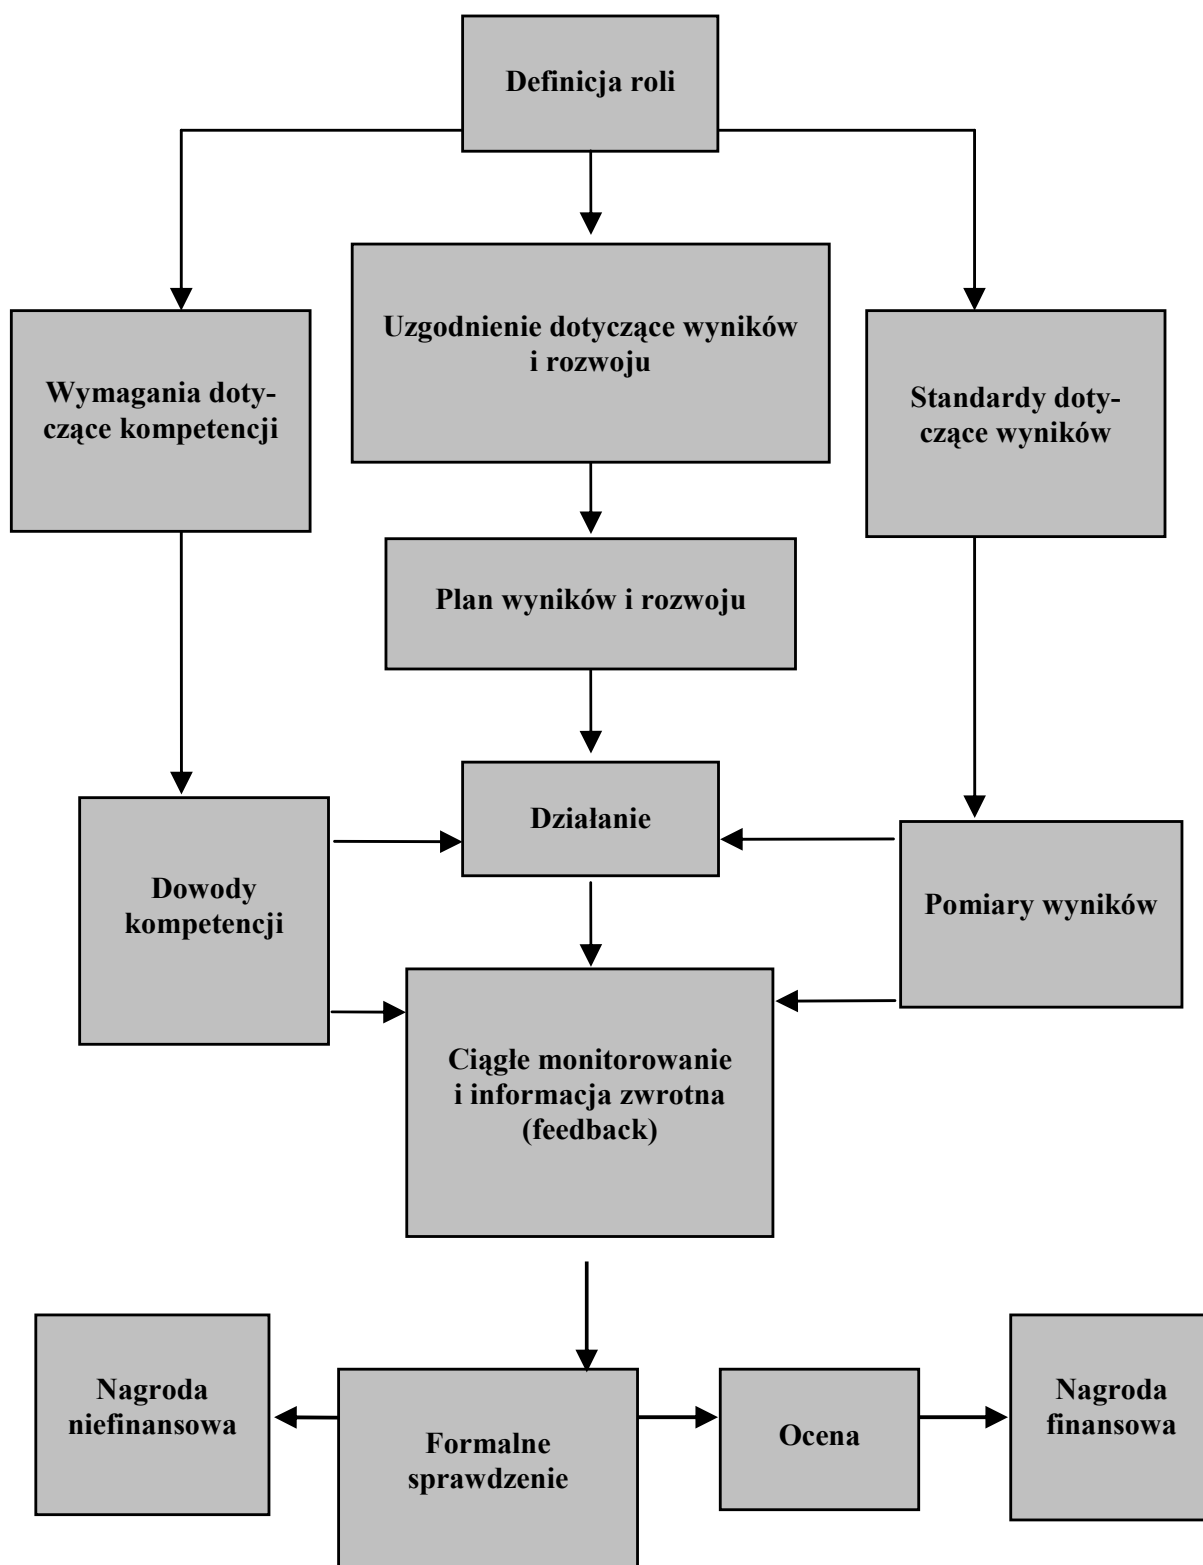 Definicja roli
Uzgodnienie dotyczące wyników
i rozwoju
Wymagania doty-
czące kompetencji
Standardy doty-
czące wyników
Plan wyników i rozwoju
Działanie
Dowody
kompetencji
Pomiary wyników
Ciągłe monitorowanie
i informacja zwrotna
(feedback)
Nagroda
niefinansowa
Formalne
sprawdzenie
Ocena
Nagroda
finansowa